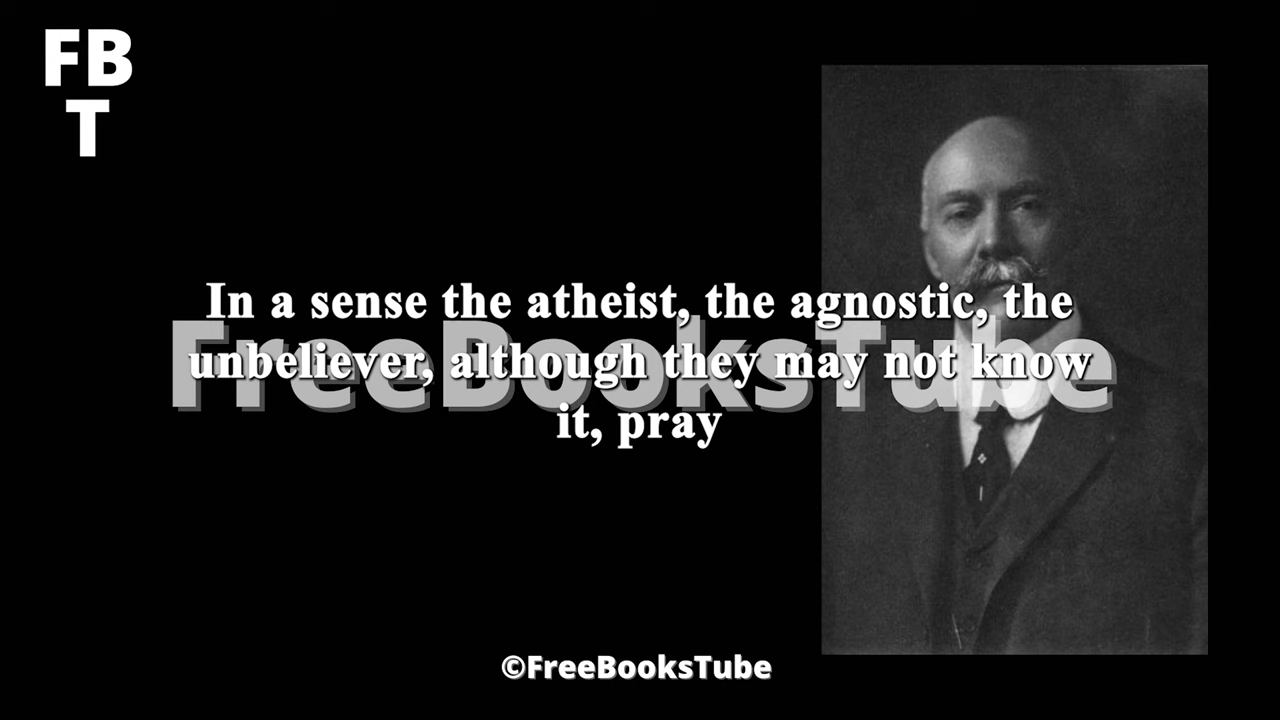 FB
T
In a sense the atheist, the agnostic, the
unbeliever, although they may not know
it, pray
FreeBooksTube
©FreeBooksTube